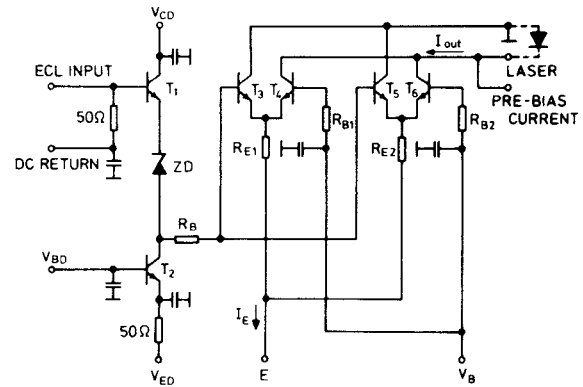 V_CD
I_out
ECL INPUT
T_1
T_3 T_4
T_5 T_6
LASER
PRE-BIAS
CURRENT
50Ω
R_B1
R_B2
DC RETURN
ZD
R_E1
R_E2
R_B
V_BD
T_2
I_E
50Ω
V_ED
E
V_B